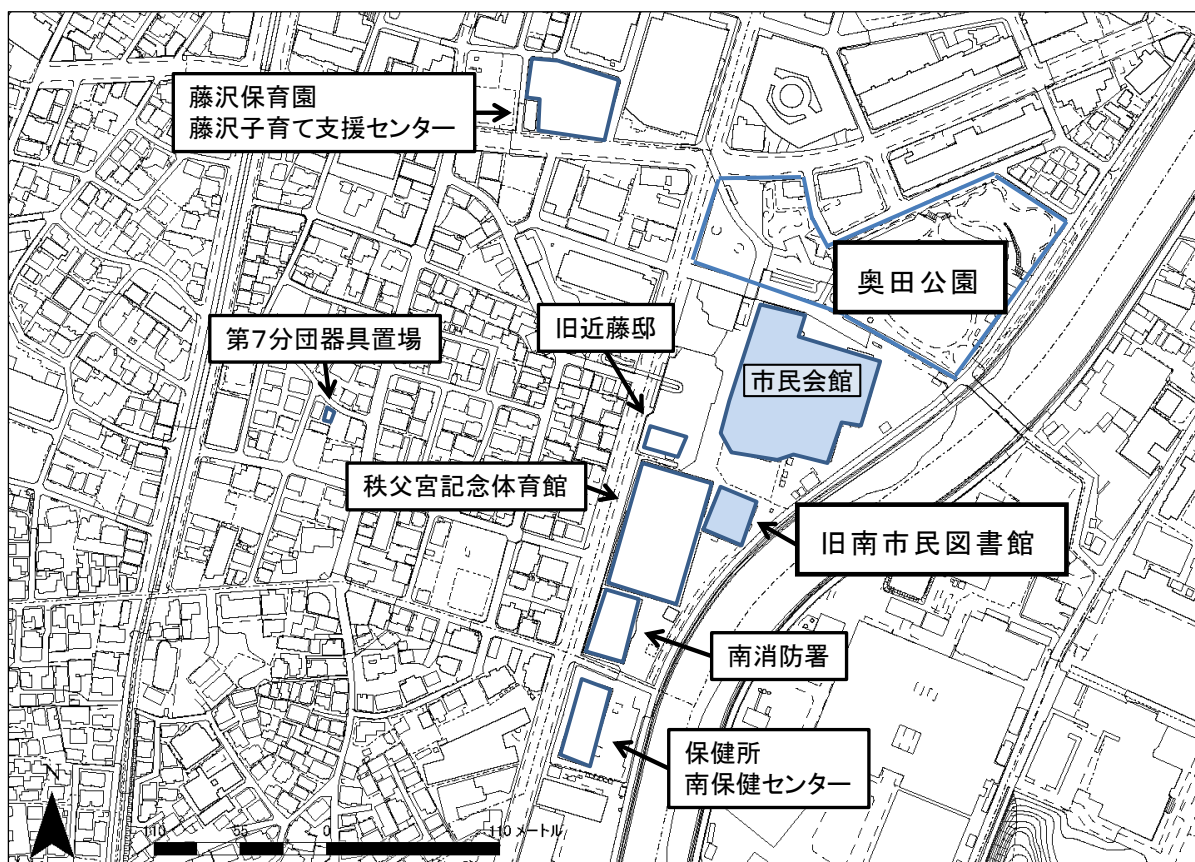 藤沢保育園
藤沢子育て支援センター
奥田公園
旧近藤邸
第7分団器具置場
市民会館
秩父宮記念体育館
旧南市民図書館
南消防署
保健所
南保健センター
N
110 55 0 110 メートル